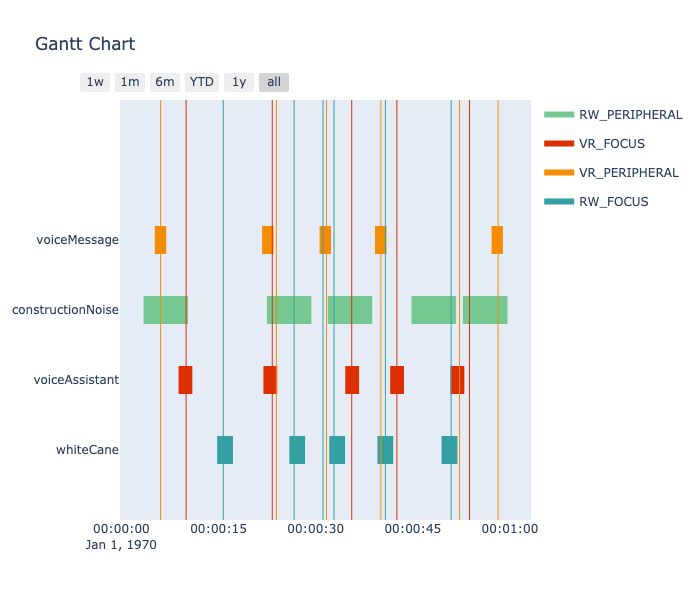 Gantt Chart
1w 1m 6m YTD 1y all
RW_PERIPHERAL
VR_FOCUS
VR_PERIPHERAL
RW_FOCUS
voiceMessage
constructionNoise
voiceAssistant
whiteCane
00:00:00 00:00:15 00:00:30 00:00:45 00:01:00
Jan 1, 1970